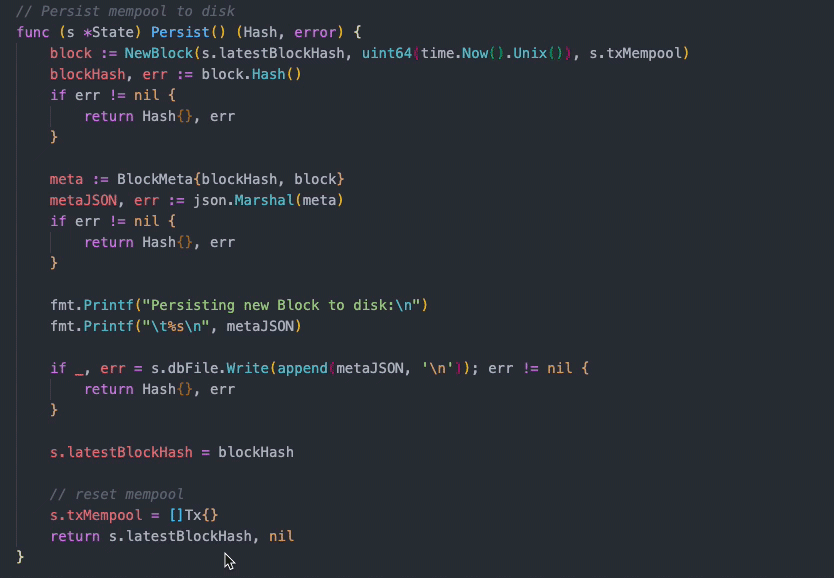 // Persist mempool to disk
func (s *State) Persist() (Hash, error) {
    block := NewBlock(s.latestBlockHash, uint64(time.Now().Unix()), s.txMempool)
    blockHash, err := block.Hash()
    if err != nil {
        return Hash{}, err
    }

    meta := BlockMeta{blockHash, block}
    metaJSON, err := json.Marshal(meta)
    if err != nil {
        return Hash{}, err
    }

    fmt.Printf("Persisting new Block to disk:\n")
    fmt.Printf("\t%s\n", metaJSON)

    if _, err = s.dbFile.Write(append(metaJSON, '\n')); err != nil {
        return Hash{}, err
    }

    s.latestBlockHash = blockHash

    // reset mempool
    s.txMempool = []Tx{}
    return s.latestBlockHash, nil
}